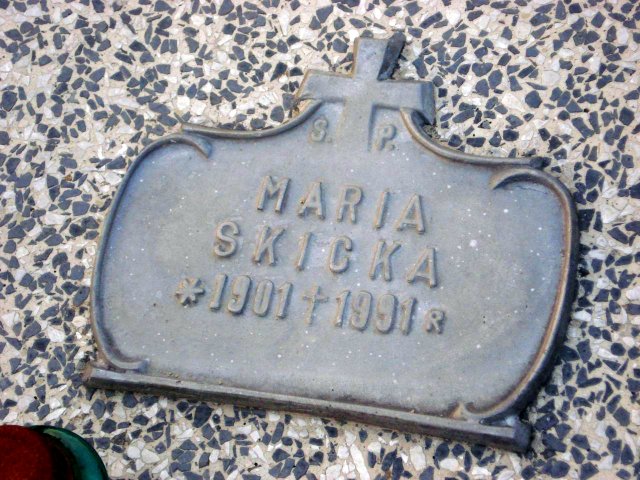 Ś. P.
MARIA
SKICKA
*1901 †1991 R